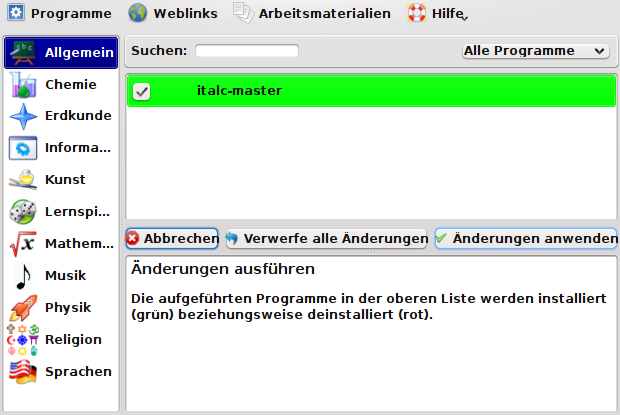 Programme Weblinks Arbeitsmaterialien Hilfe
Allgemein
Chemie
Erdkunde
Informa...
Kunst
Lernspi...
Mathem...
Musik
Physik
Religion
Sprachen
Suchen: Alle Programme
italc-master
Abbrechen Verwerfe alle Änderungen Änderungen anwenden
Änderungen ausführen
Die aufgeführten Programme in der oberen Liste werden installiert
(grün) beziehungsweise deinstalliert (rot).